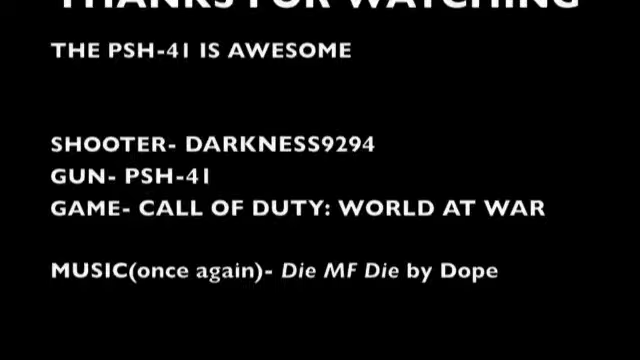 THANKS FOR WATCHING
THE PSH-41 IS AWESOME
SHOOTER- DARKNESS9294
GUN- PSH-41
GAME- CALL OF DUTY: WORLD AT WAR
MUSIC(once again)- Die MF Die by Dope